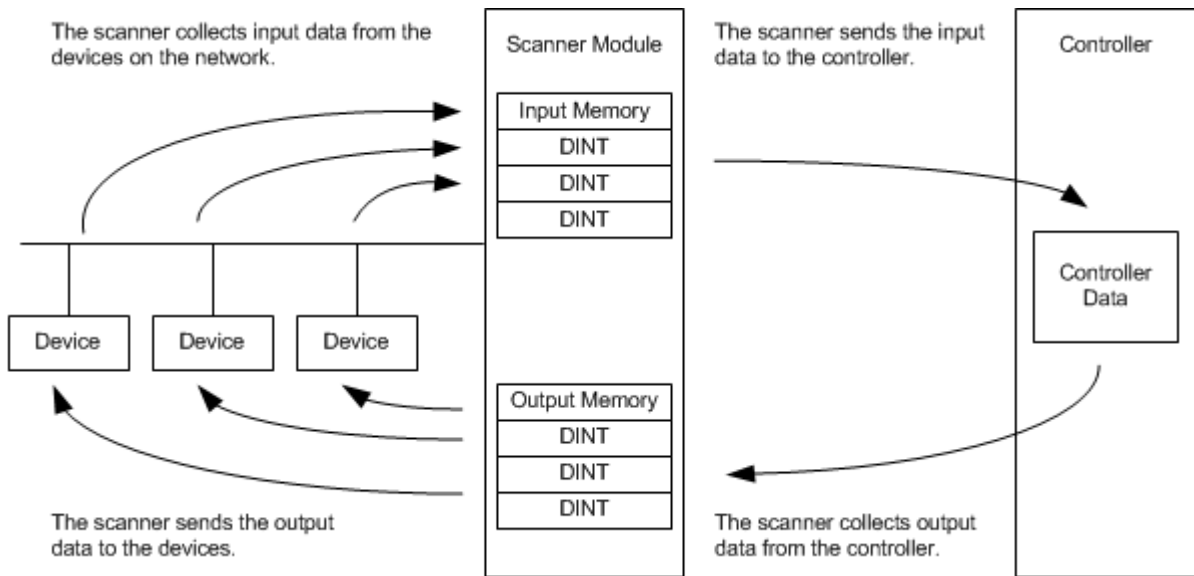 The scanner collects input data from the
devices on the network.
Scanner Module
The scanner sends the input
data to the controller.
Controller
Input Memory
DINT
DINT
DINT
Controller
Data
Device
Device
Device
Output Memory
DINT
DINT
DINT
The scanner sends the output
data to the devices.
The scanner collects output
data from the controller.